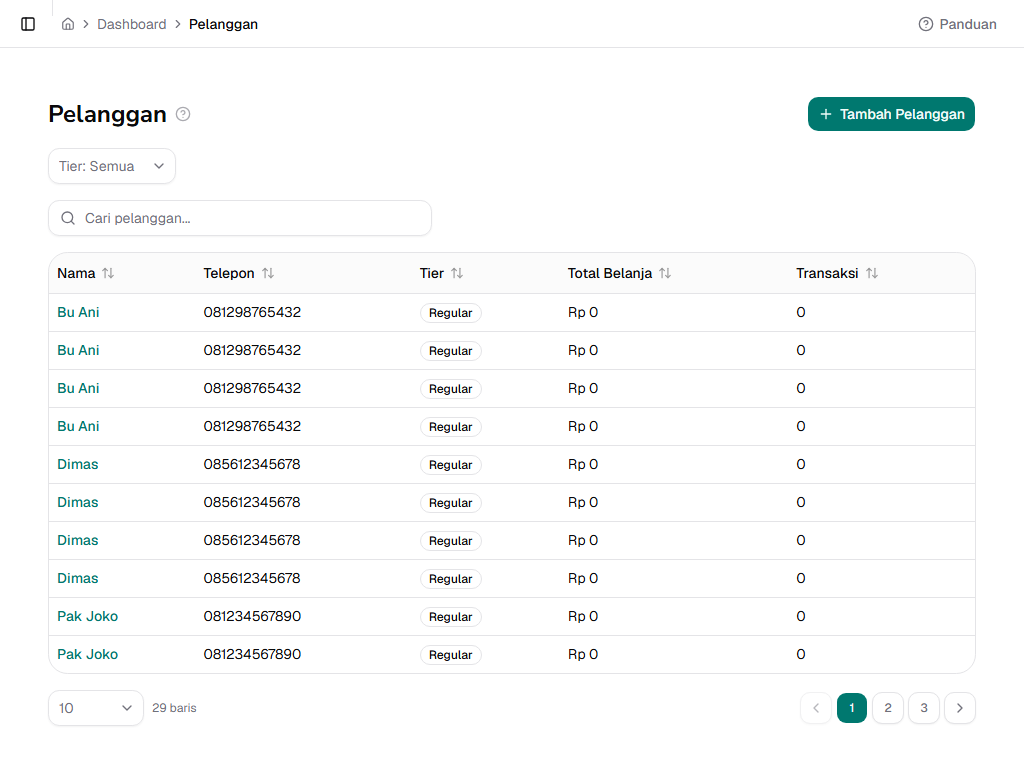 Dashboard Pelanggan Panduan
Pelanggan
+ Tambah Pelanggan
Tier: Semua
Cari pelanggan...
Nama Telepon Tier Total Belanja Transaksi
Bu Ani 081298765432 Regular Rp 0 0
Bu Ani 081298765432 Regular Rp 0 0
Bu Ani 081298765432 Regular Rp 0 0
Bu Ani 081298765432 Regular Rp 0 0
Dimas 085612345678 Regular Rp 0 0
Dimas 085612345678 Regular Rp 0 0
Dimas 085612345678 Regular Rp 0 0
Dimas 085612345678 Regular Rp 0 0
Pak Joko 081234567890 Regular Rp 0 0
Pak Joko 081234567890 Regular Rp 0 0
10 29 baris 1 2 3